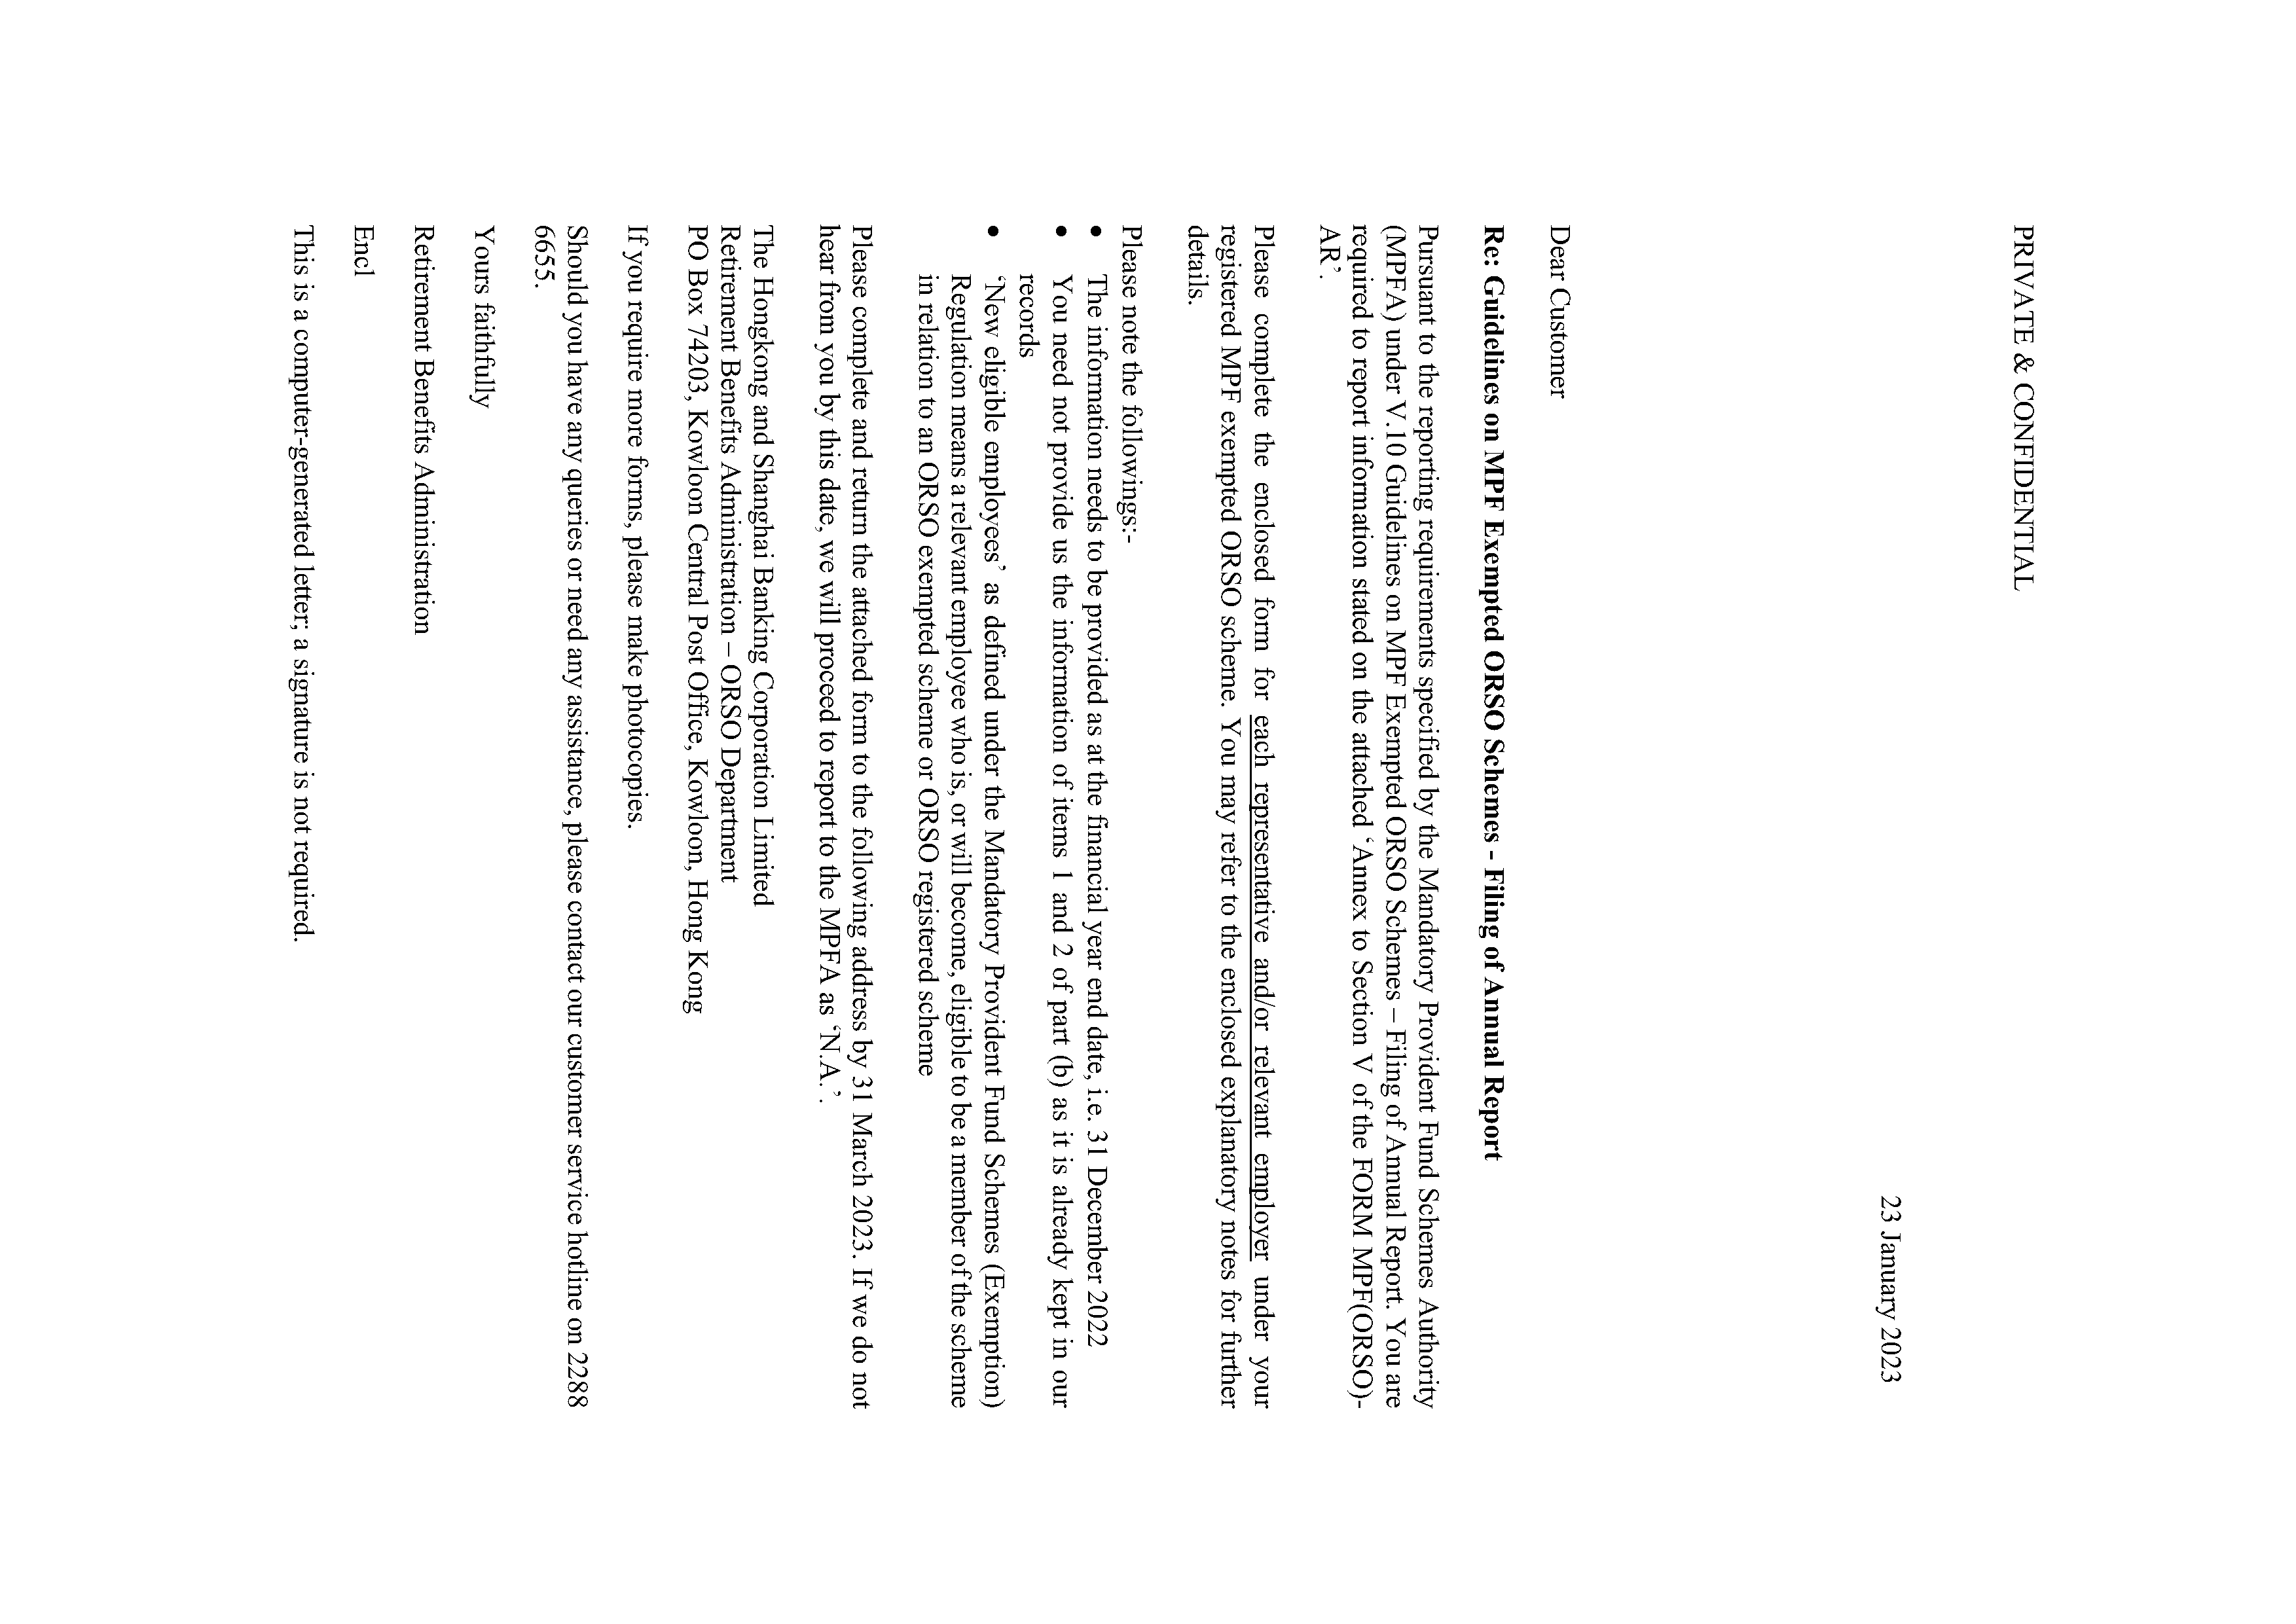 PRIVATE & CONFIDENTIAL
23 January 2023
Dear Customer
Re: Guidelines on MPF Exempted ORSO Schemes - Filing of Annual Report
Pursuant to the reporting requirements specified by the Mandatory Provident Fund Schemes Authority
(MPFA) under V.10 Guidelines on MPF Exempted ORSO Schemes – Filing of Annual Report. You are
required to report information stated on the attached ‘Annex to Section V of the FORM MPF(ORSO)-
AR’.
Please complete the enclosed form for each representative and/or relevant employer under your
registered MPF exempted ORSO scheme. You may refer to the enclosed explanatory notes for further
details.
Please note the followings:-
• The information needs to be provided as at the financial year end date, i.e. 31 December 2022
• You need not provide us the information of items 1 and 2 of part (b) as it is already kept in our
records
• ‘New eligible employees’ as defined under the Mandatory Provident Fund Schemes (Exemption)
Regulation means a relevant employee who is, or will become, eligible to be a member of the scheme
in relation to an ORSO exempted scheme or ORSO registered scheme
Please complete and return the attached form to the following address by 31 March 2023. If we do not
hear from you by this date, we will proceed to report to the MPFA as ‘N.A.’.
The Hongkong and Shanghai Banking Corporation Limited
Retirement Benefits Administration – ORSO Department
PO Box 74203, Kowloon Central Post Office, Kowloon, Hong Kong
If you require more forms, please make photocopies.
Should you have any queries or need any assistance, please contact our customer service hotline on 2288
6655.
Yours faithfully
Retirement Benefits Administration
Encl
This is a computer-generated letter; a signature is not required.